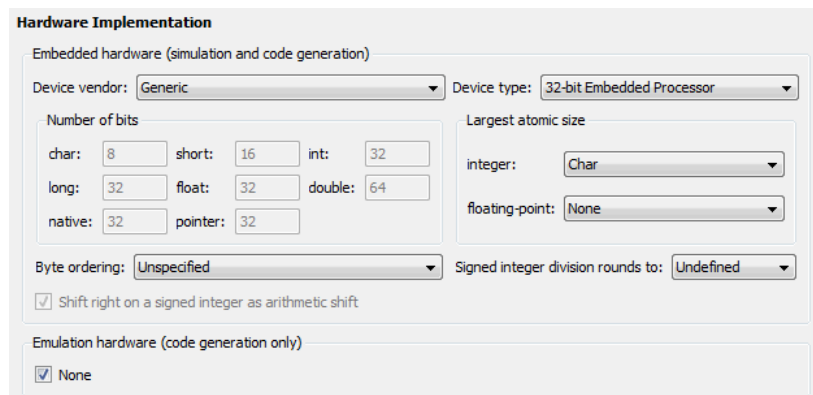 Hardware Implementation
Embedded hardware (simulation and code generation)
Device vendor: Generic Device type: 32-bit Embedded Processor
Number of bits Largest atomic size
char: 8 short: 16 int: 32
integer: Char
long: 32 float: 32 double: 64
floating-point: None
native: 32 pointer: 32
Byte ordering: Unspecified Signed integer division rounds to: Undefined
Shift right on a signed integer as arithmetic shift
Emulation hardware (code generation only)
None